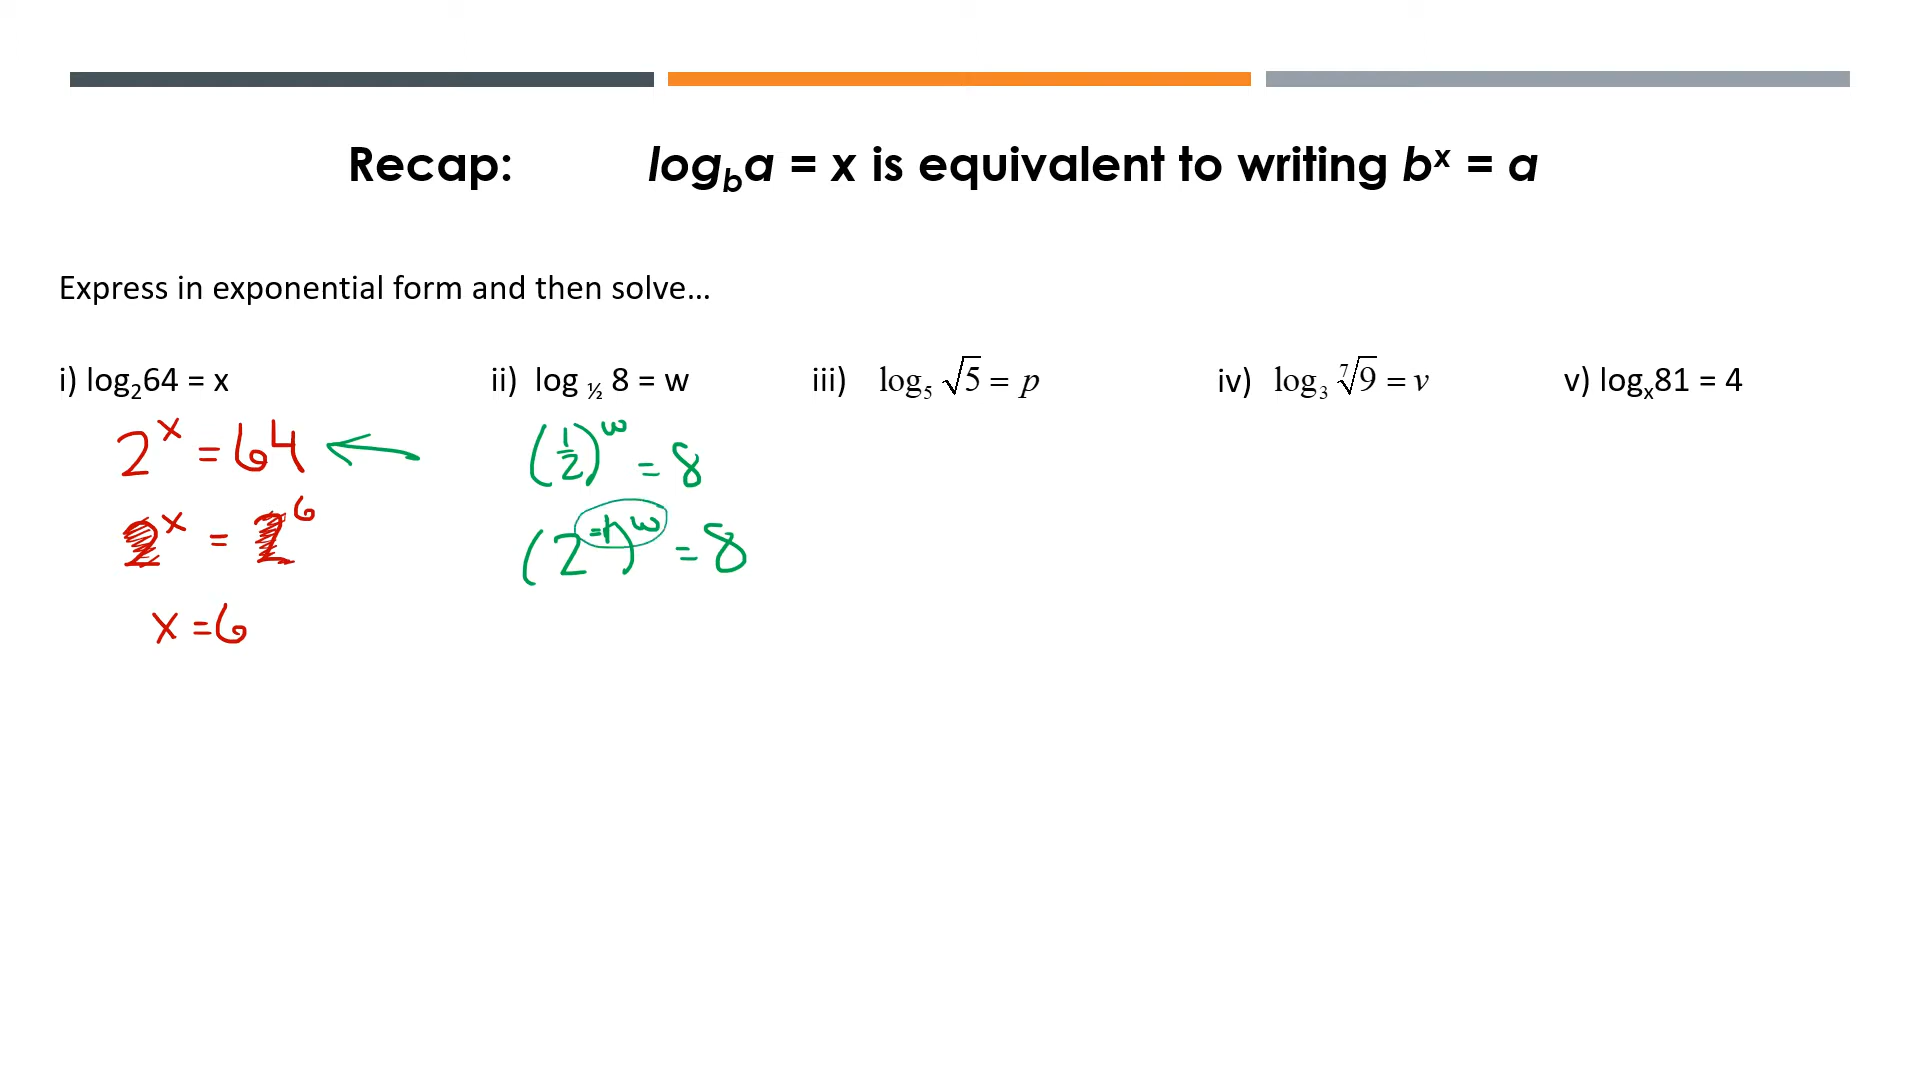 Recap: log_b a = x is equivalent to writing b^x = a
Express in exponential form and then solve…
i) log₂64 = x
ii) log ½ 8 = w
iii) log₅ √5 = p
iv) log₃ ⁷√9 = v
v) logₓ81 = 4
2^x = 64
2^x = 2^6
x = 6
(1/2)^w = 8
(2^-1)^w = 8